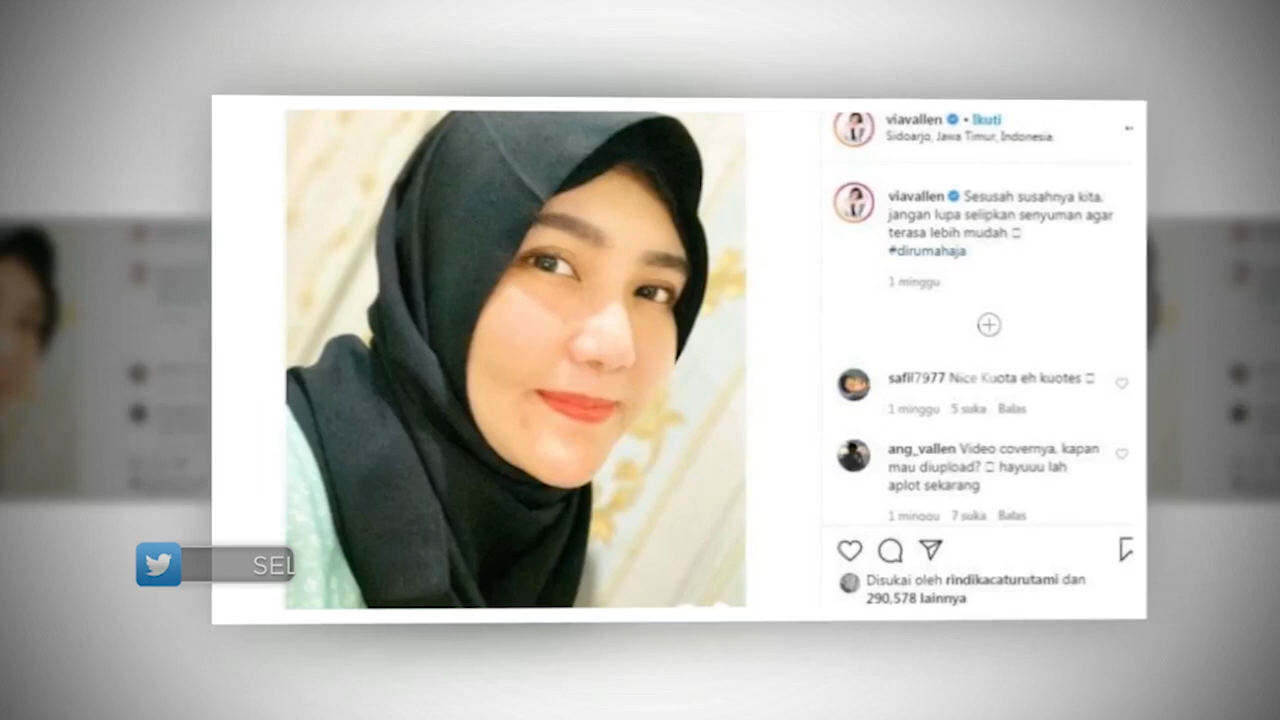 viavallen • Ikuti
Sidoarjo, Jawa Timur, Indonesia
viavallen Sesusah susahnya kita,
jangan lupa selipkan senyuman agar
terasa lebih mudah
#dirumahaja
1 minggu
safil7977 Nice Kuota eh kuotes
1 minggu 5 suka Balas
ang_vallen Video covernya, kapan
mau diupload? hayuuu lah
aplot sekarang
1 minggu 7 suka Balas
Disukai oleh rindikacaturutami dan
290,578 lainnya
SEL